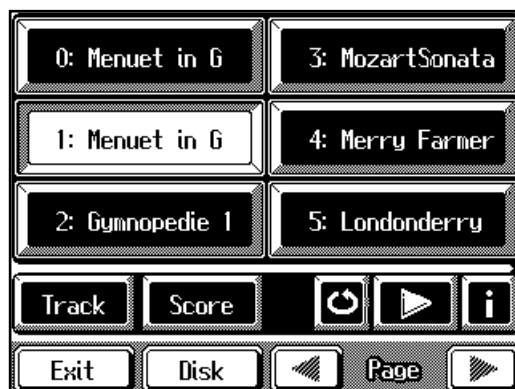 0: Menuet in G
3: MozartSonata
1: Menuet in G
4: Merry Farmer
2: Gymnopedie 1
5: Londonderry
Track
Score
i
Exit
Disk
Page